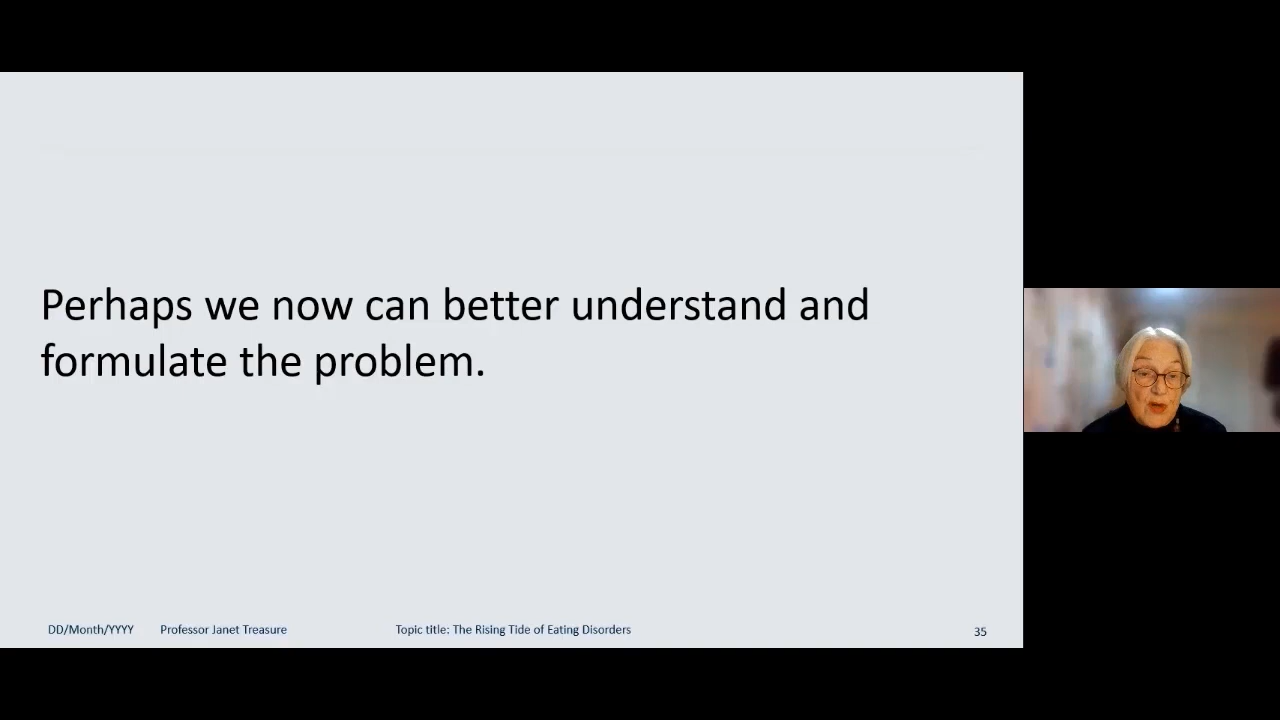 Perhaps we now can better understand and
formulate the problem.
DD/Month/YYYY Professor Janet Treasure Topic title: The Rising Tide of Eating Disorders 35